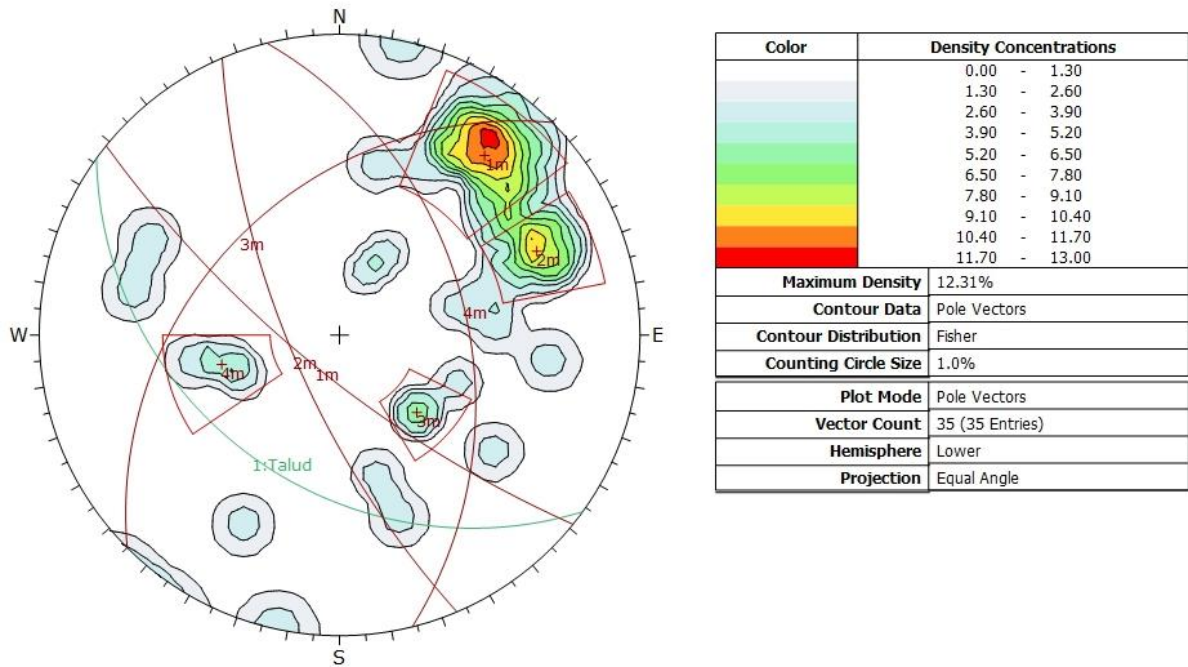 N
W
E
S
1m
2m
3m
4m
3m
4m
2m
1m
4m
3m
1:Talud
Color Density Concentrations
0.00 - 1.30
1.30 - 2.60
2.60 - 3.90
3.90 - 5.20
5.20 - 6.50
6.50 - 7.80
7.80 - 9.10
9.10 - 10.40
10.40 - 11.70
11.70 - 13.00
Maximum Density 12.31%
Contour Data Pole Vectors
Contour Distribution Fisher
Counting Circle Size 1.0%
Plot Mode Pole Vectors
Vector Count 35 (35 Entries)
Hemisphere Lower
Projection Equal Angle